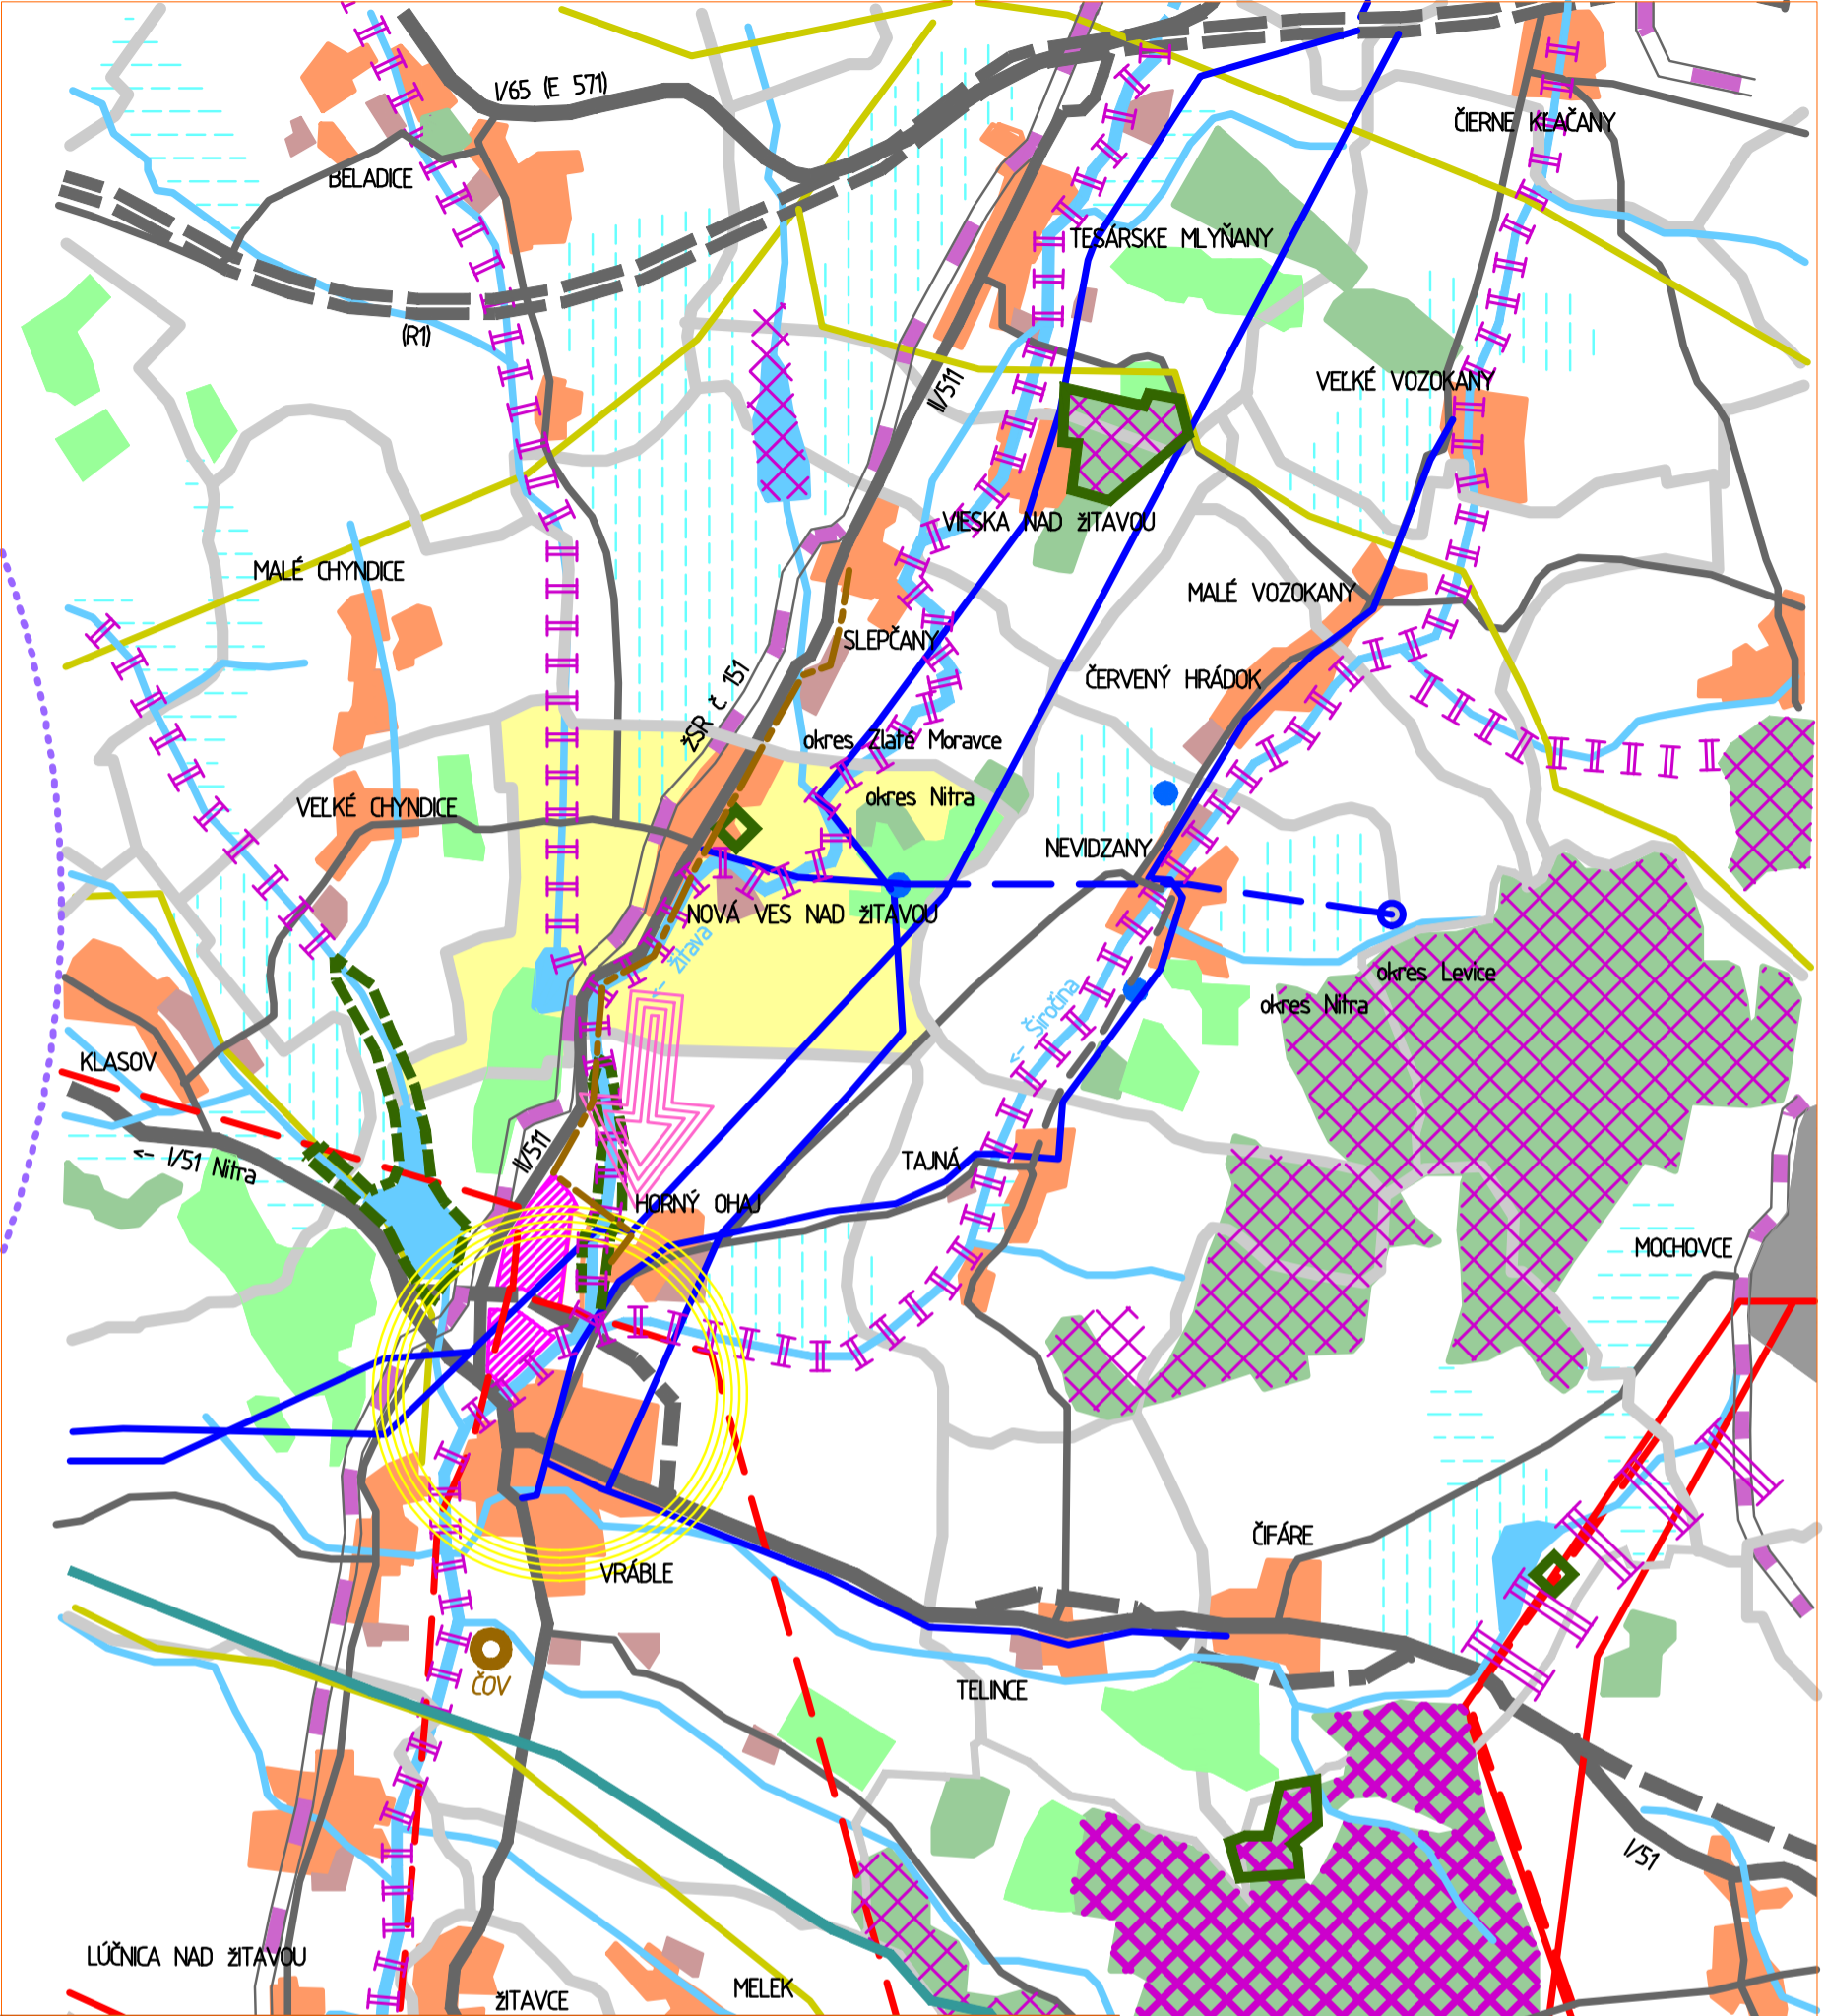 I/65 (E 571)
ČIERNE KĽAČANY
BELADICE
TESÁRSKE MLYŇANY
(R1)
II/511
VEĽKÉ VOZOKANY
VIESKA NAD ŽITAVOU
MALÉ CHYNDICE
MALÉ VOZOKANY
SLEPČANY
ČERVENÝ HRÁDOK
ŽSR č. 151
okres Zlaté Moravce
okres Nitra
VEĽKÉ CHYNDICE
NEVIDZANY
NOVÁ VES NAD ŽITAVOU
<- Žitava
okres Levice
okres Nitra
<- Širočina
KLASOV
II/511
<- I/51 Nitra
TAJNÁ
HORNÝ OHAJ
MOCHOVCE
ČIFÁRE
VRÁBLE
ČOV
TELINCE
I/51
LÚČNICA NAD ŽITAVOU
MELEK
ŽITAVCE